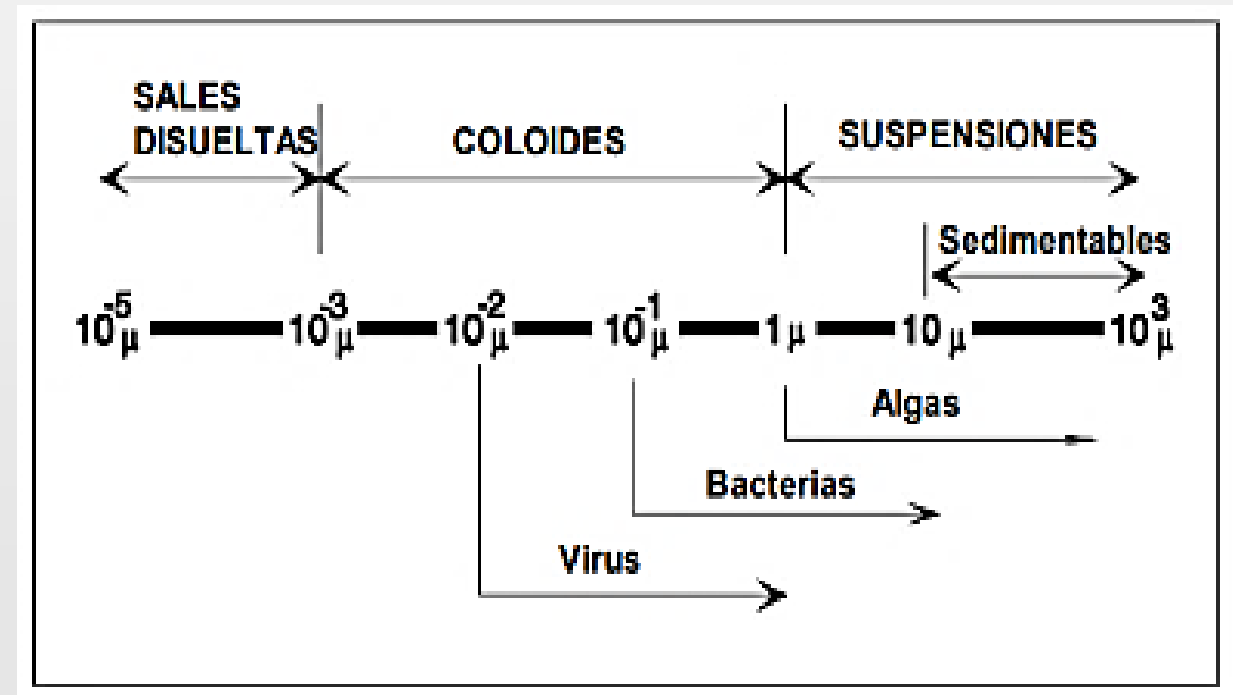 SALES
DISUELTAS
COLOIDES
SUSPENSIONES
Sedimentables
10⁻⁵µ 10⁻³µ 10⁻²µ 10⁻¹µ 1µ 10µ 10³µ
Algas
Bacterias
Virus